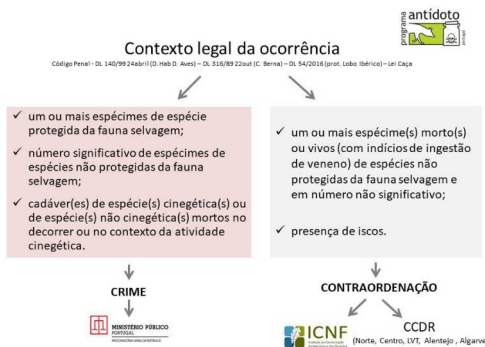 programa
antídoto
portugal
Contexto legal da ocorrência
Código Penal - DL 140/99 24abril (D. Hab D. Aves) – DL 316/89 22out (C. Berna) – DL 54/2016 (prot. Lobo Ibérico) – Lei Caça
✓ um ou mais espécimes de espécie
protegida da fauna selvagem;
✓ número significativo de espécimes de
espécies não protegidas da fauna
selvagem;
✓ cadáver(es) de espécie(s) cinegética(s) ou
de espécie(s) não cinegética(s) mortos no
decorrer ou no contexto da atividade
cinegética.
✓ um ou mais espécime(s) morto(s)
ou vivos (com indícios de ingestão
de veneno) de espécies não
protegidas da fauna selvagem e
em número não significativo;
✓ presença de iscos.
CRIME
CONTRAORDENAÇÃO
MINISTÉRIO PÚBLICO
PORTUGAL
PROCURADORIA-GERAL DA REPÚBLICA
ICNF
CCDR
(Norte, Centro, LVT, Alentejo , Algarve